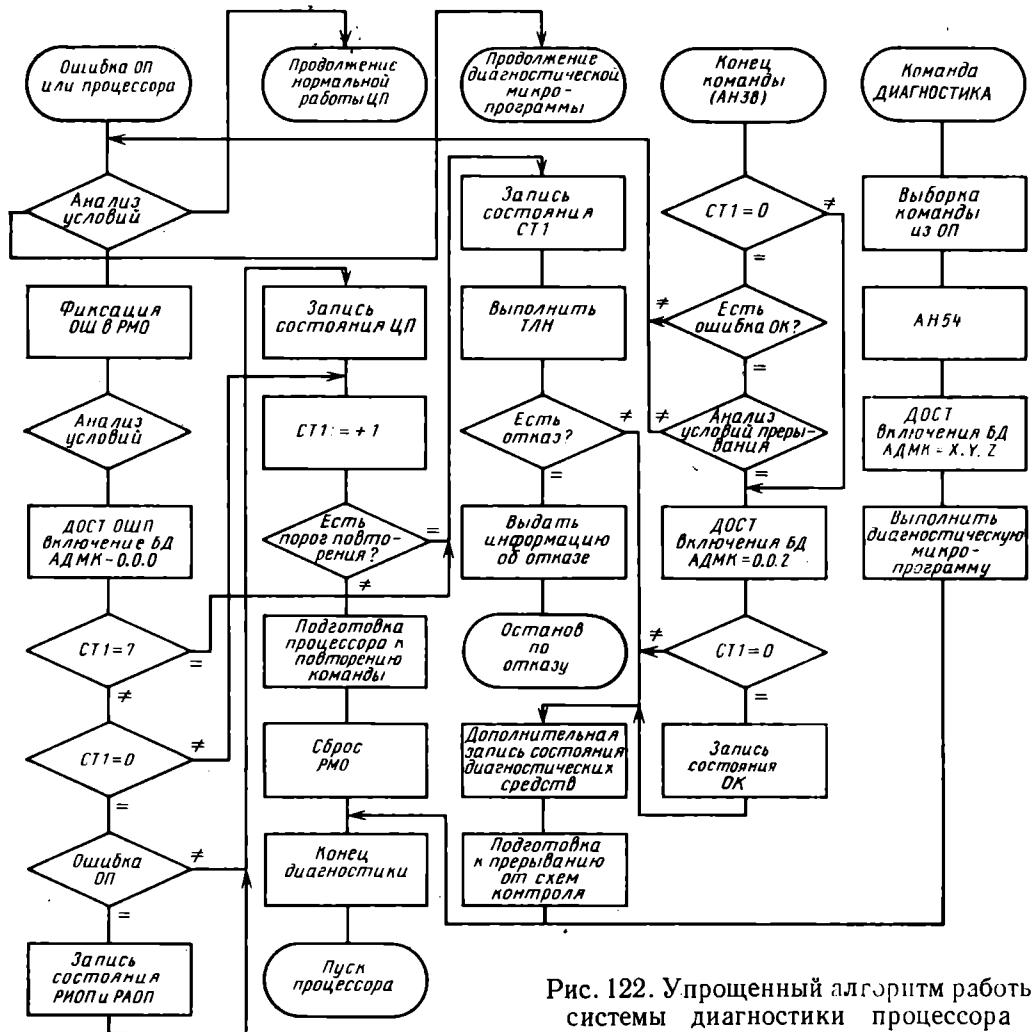 Ошибка ОП
или процессора
Анализ
условий
Фиксация
ОШ в РМО
Анализ
условий
ДОСТ ОШП
включение БД
АДМК–0.0.0
СТ1=7
=
≠
СТ1=0
≠
=
Ошибка
ОП
≠
=
Запись
состояния
РИОП и РАОП
Продолжение
нормальной
работы ЦП
Запись
состояния ЦП
СТ1:=+1
Есть
порог повто-
рения?
=
≠
Подготовка
процессора к
повторению
команды
Сброс
РМО
Конец
диагностики
Пуск
процессора
Продолжение
диагностической
микро-
программы
Запись
состояния
СТ1
Выполнить
ТЛН
Есть
отказ?
≠
=
Выдать
информацию
об отказе
Останов
по
отказу
Дополнительная
запись состояния
диагностических
средств
Подготовка
к прерыванию
от схем
контроля
Конец
команды
(АНЗВ)
СТ1=0
≠
=
Есть
ошибка ОК?
≠
=
Анализ
условий преры-
вания
≠
=
ДОСТ
включения БД
АДМК=0.0.Z
СТ1=0
≠
=
Запись
состояния
ОК
Команда
ДИАГНОСТИКА
Выборка
команды
из ОП
АН54
ДОСТ
включения БД
АДМК=X.Y.Z
Выполнить
диагностическую
микро-
программу
Рис. 122. Упрощенный алгоритм работы
системы диагностики процессора